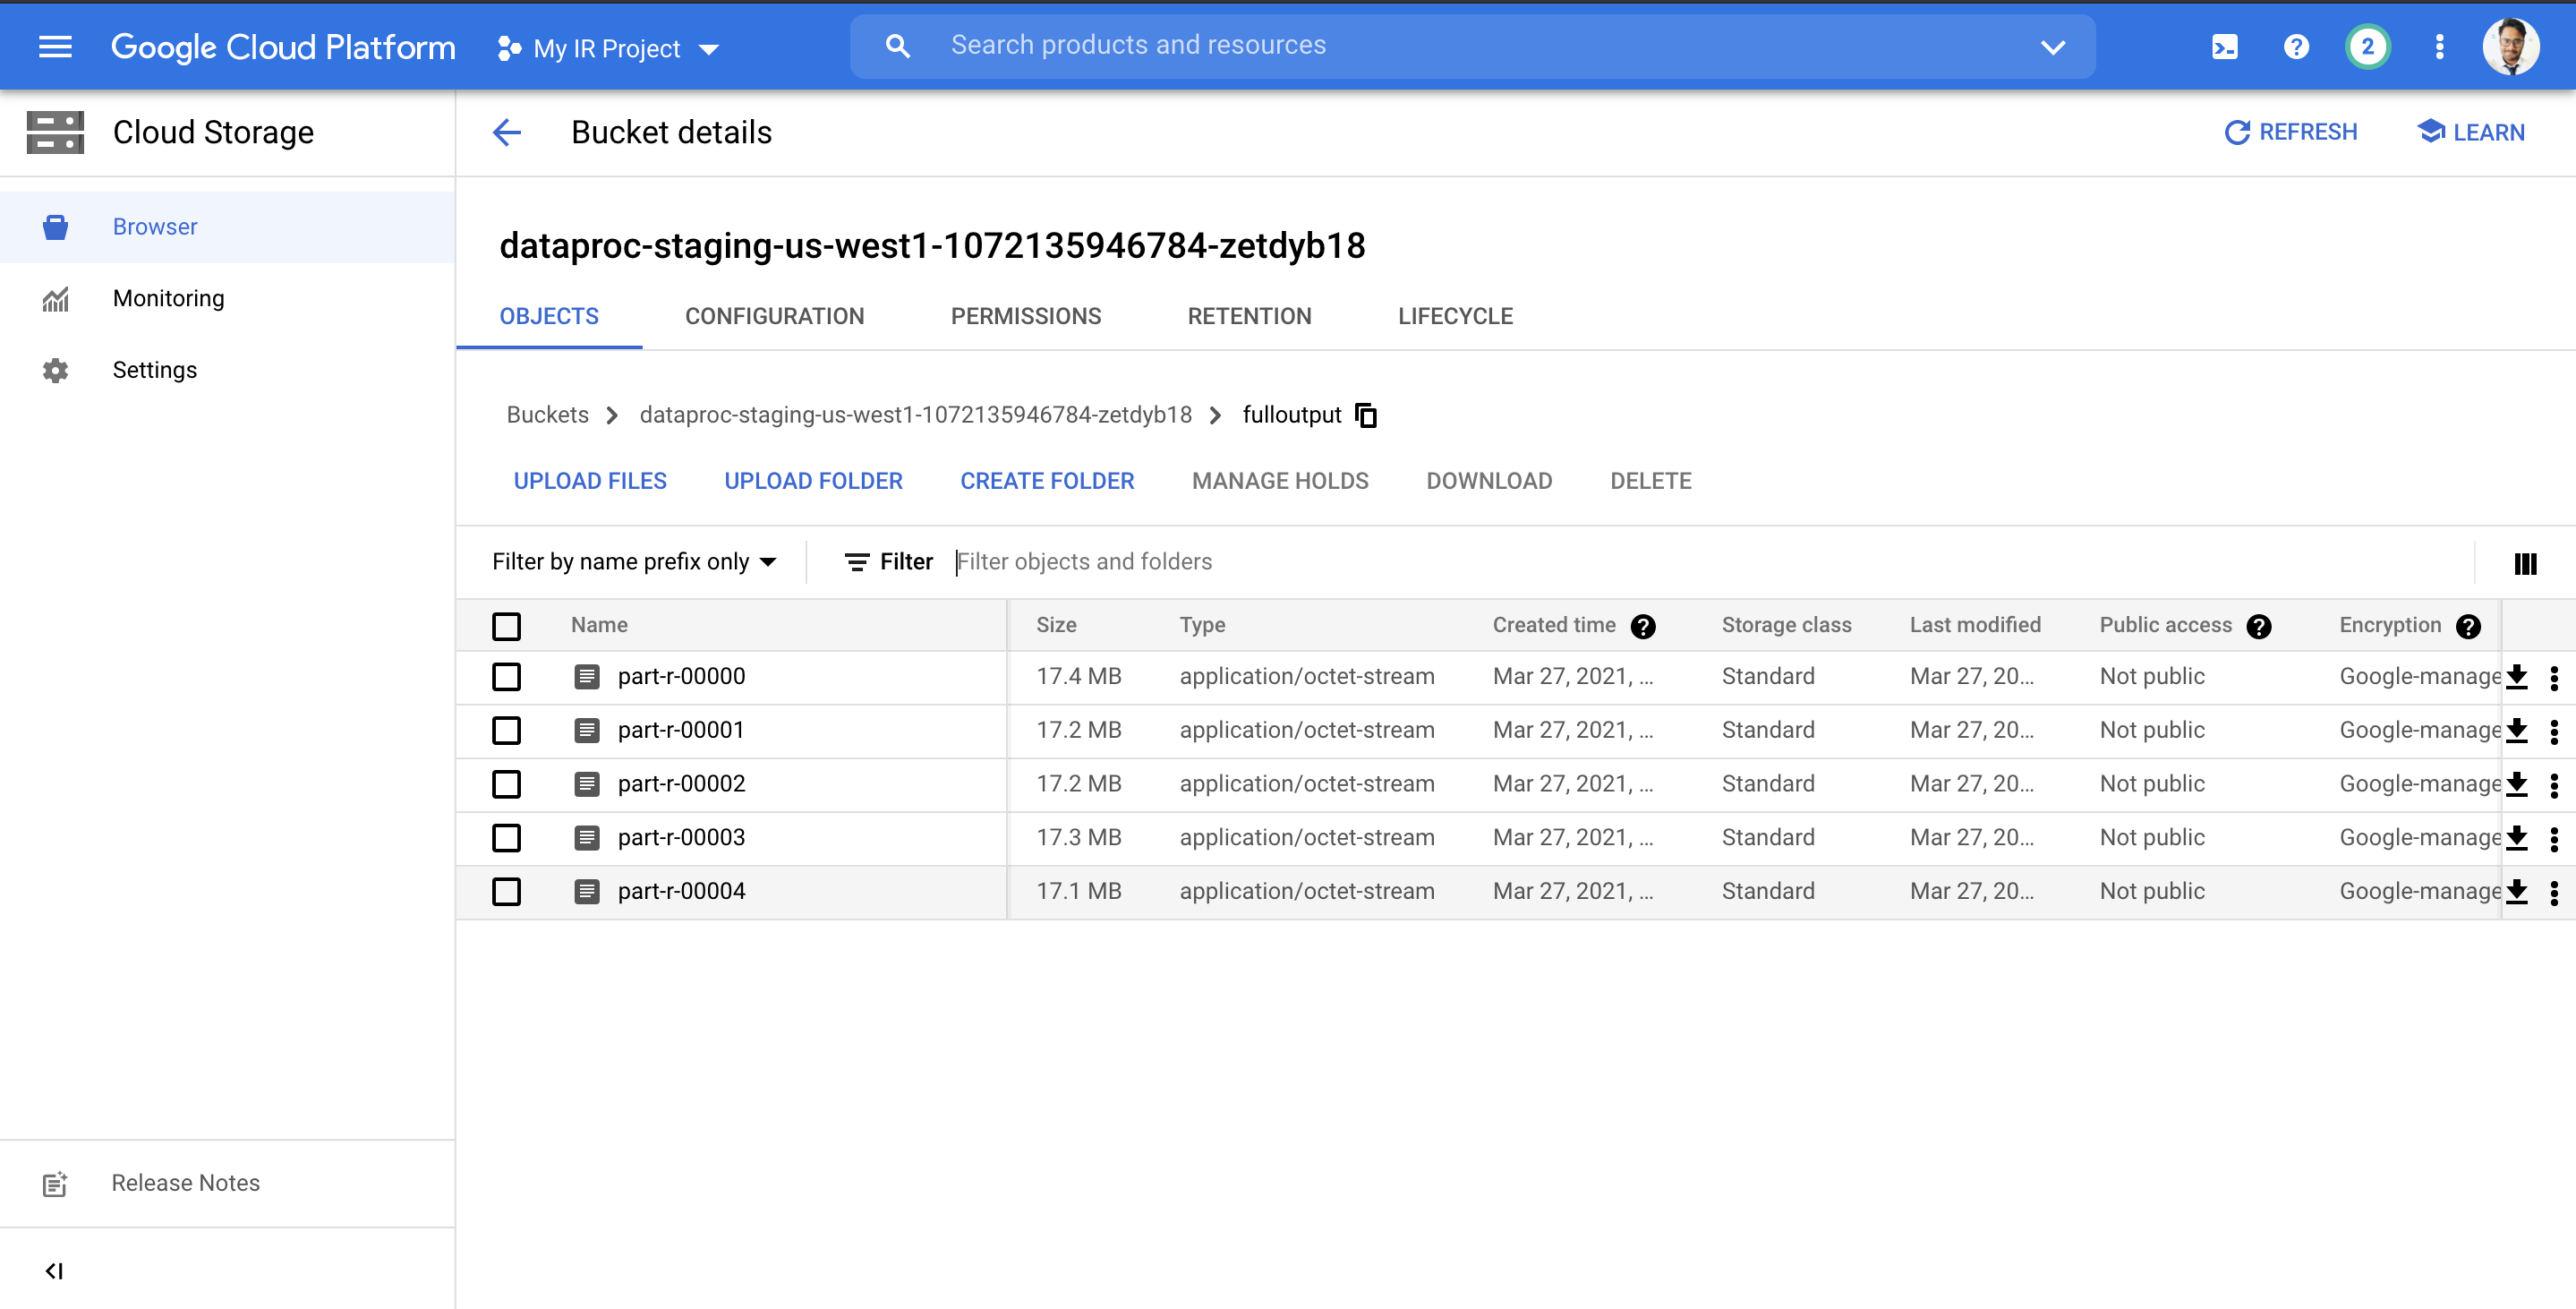 Google Cloud Platform My IR Project Search products and resources 2
Cloud Storage Bucket details REFRESH LEARN
Browser
Monitoring
Settings
dataproc-staging-us-west1-1072135946784-zetdyb18
OBJECTS CONFIGURATION PERMISSIONS RETENTION LIFECYCLE
Buckets dataproc-staging-us-west1-1072135946784-zetdyb18 fulloutput
UPLOAD FILES UPLOAD FOLDER CREATE FOLDER MANAGE HOLDS DOWNLOAD DELETE
Filter by name prefix only Filter Filter objects and folders
Name Size Type Created time Storage class Last modified Public access Encryption
part-r-00000 17.4 MB application/octet-stream Mar 27, 2021, ... Standard Mar 27, 20... Not public Google-manage
part-r-00001 17.2 MB application/octet-stream Mar 27, 2021, ... Standard Mar 27, 20... Not public Google-manage
part-r-00002 17.2 MB application/octet-stream Mar 27, 2021, ... Standard Mar 27, 20... Not public Google-manage
part-r-00003 17.3 MB application/octet-stream Mar 27, 2021, ... Standard Mar 27, 20... Not public Google-manage
part-r-00004 17.1 MB application/octet-stream Mar 27, 2021, ... Standard Mar 27, 20... Not public Google-manage
Release Notes